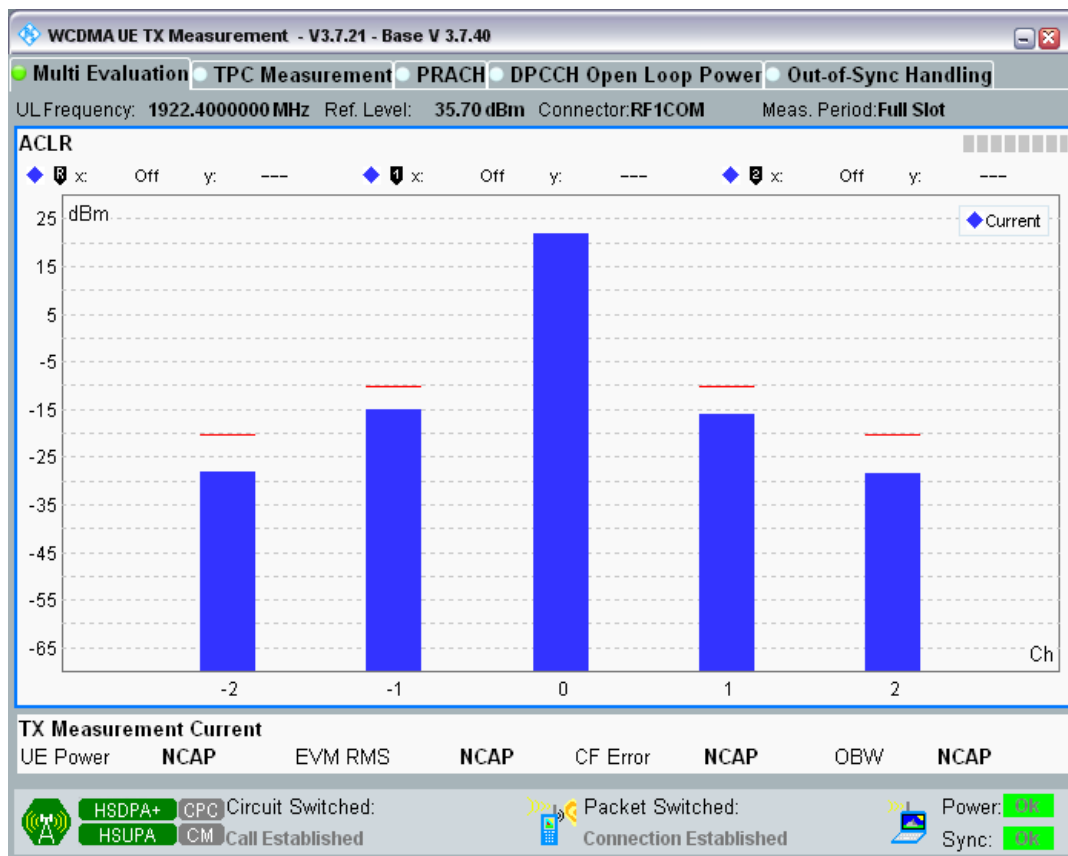 WCDMA UE TX Measurement - V3.7.21 - Base V 3.7.40
Multi Evaluation TPC Measurement PRACH DPCCH Open Loop Power Out-of-Sync Handling
UL Frequency: 1922.4000000 MHz Ref. Level: 35.70 dBm Connector:RF1COM Meas. Period:Full Slot
ACLR
R x: Off y: --- 1 x: Off y: --- 2 x: Off y: ---
dBm
Current
25
15
5
-5
-15
-25
-35
-45
-55
-65
Ch
-2 -1 0 1 2
TX Measurement Current
UE Power NCAP EVM RMS NCAP CF Error NCAP OBW NCAP
HSDPA+ CPC Circuit Switched: Packet Switched: Power: OK
HSUPA CM Call Established Connection Established Sync: OK